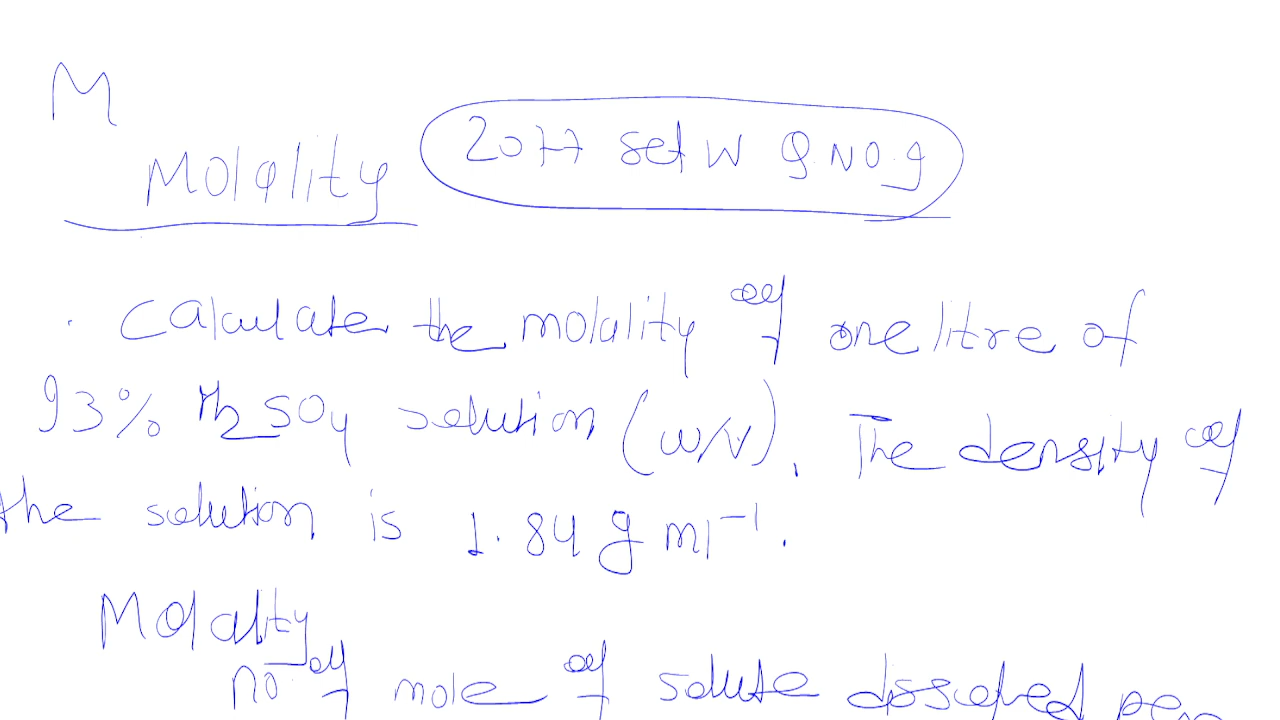 M
Molality 2077 set W Q.NO.9
. Calculate the molality of one litre of
93% H2SO4 solution (w/v). The density of
the solution is 1.84 g ml-1.
Molality
no of mole of solute dissolved per